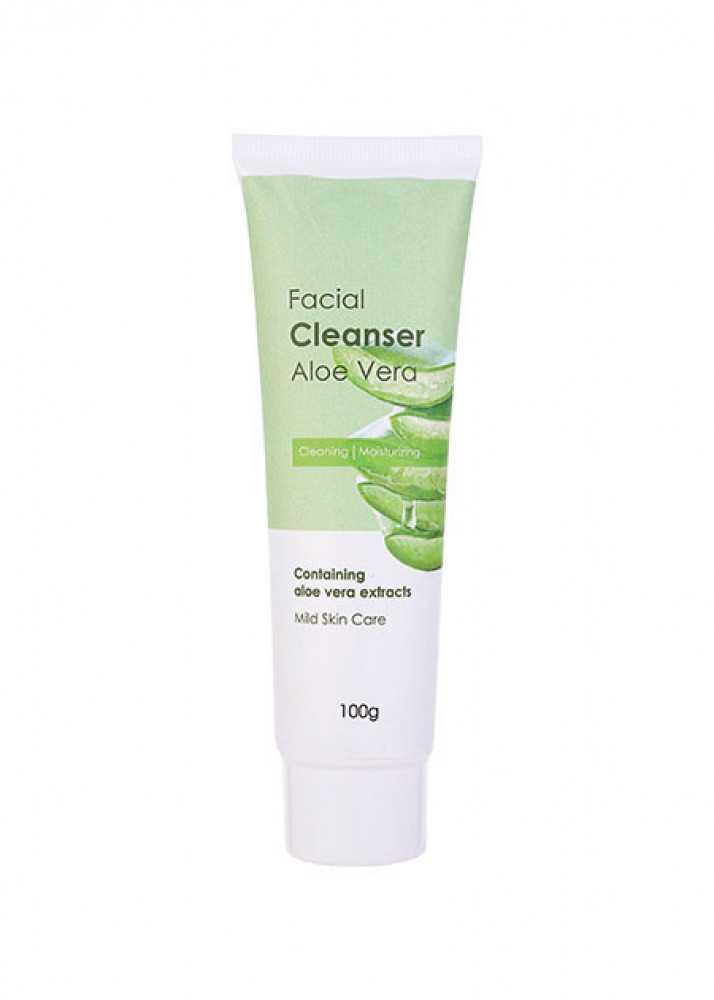 Facial
Cleanser
Aloe Vera
Cleaning | Moisturizing
Containing
aloe vera extracts
Mild Skin Care
100g